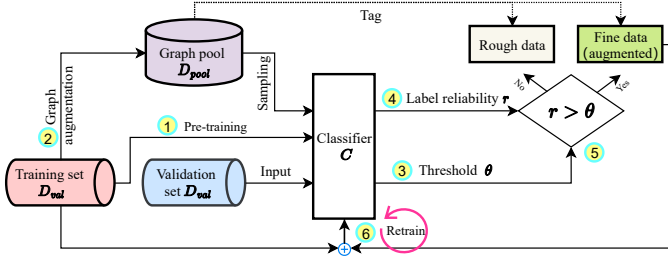 Tag
Graph pool
D_pool
Rough data
Fine data
(augmented)
2
Graph
augmentation
Sampling
No
Yes
1
Pre-training
4
Label reliability r
r > θ
Classifier
C
Training set
D_val
Validation
set D_val
Input
3
Threshold θ
5
6
Retrain